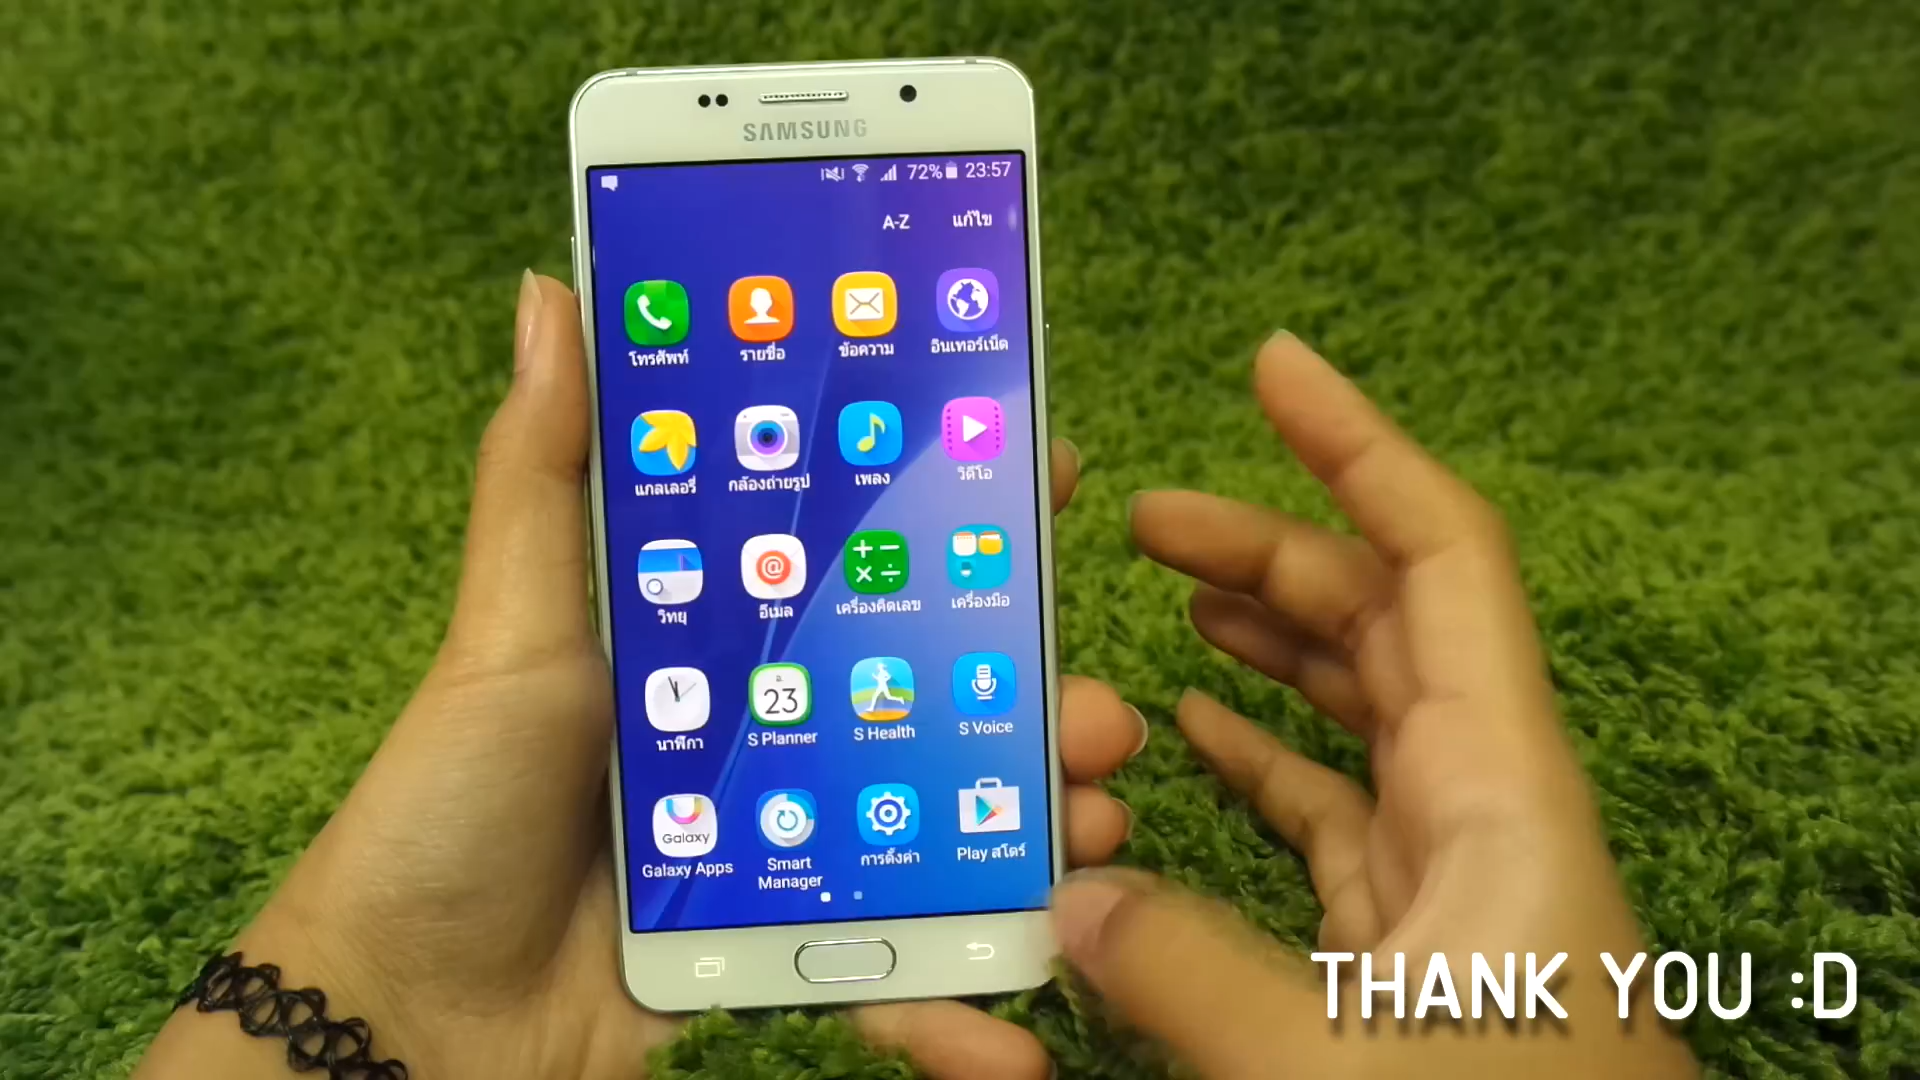 SAMSUNG
72% 23:57
A-Z แก้ไข
โทรศัพท์ รายชื่อ ข้อความ อินเทอร์เน็ต
แกลเลอรี่ กล้องถ่ายรูป เพลง วิดีโอ
วิทยุ อีเมล เครื่องคิดเลข เครื่องมือ
23
นาฬิกา S Planner S Health S Voice
Galaxy
Galaxy Apps Smart Manager การตั้งค่า Play สโตร์
THANK YOU :D